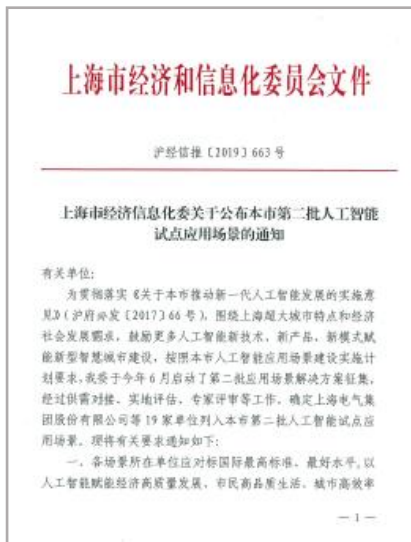 上海市经济和信息化委员会文件
沪经信推〔2019〕663 号
上海市经济信息化委关于公布本市第二批人工智能
试点应用场景的通知
有关单位:
为贯彻落实《关于本市推动新一代人工智能发展的实施意
见》(沪府办发〔2017〕66 号),围绕上海超大城市特点和经济
社会发展需求,鼓励更多人工智能新技术、新产品、新模式赋
能新型智慧城市建设,按照本市人工智能应用场景建设实施计
划要求,我委于今年 6 月启动了第二批应用场景解决方案征集,
经过供需对接、实地评估、专家评审等工作,确定上海电气集
团股份有限公司等 19 家单位列入本市第二批人工智能试点应
用场景。现将有关要求通知如下:
一、各场景所在单位应对标国际最高标准、最好水平,以
人工智能赋能经济高质量发展、市民高品质生活、城市高效率
— 1 —